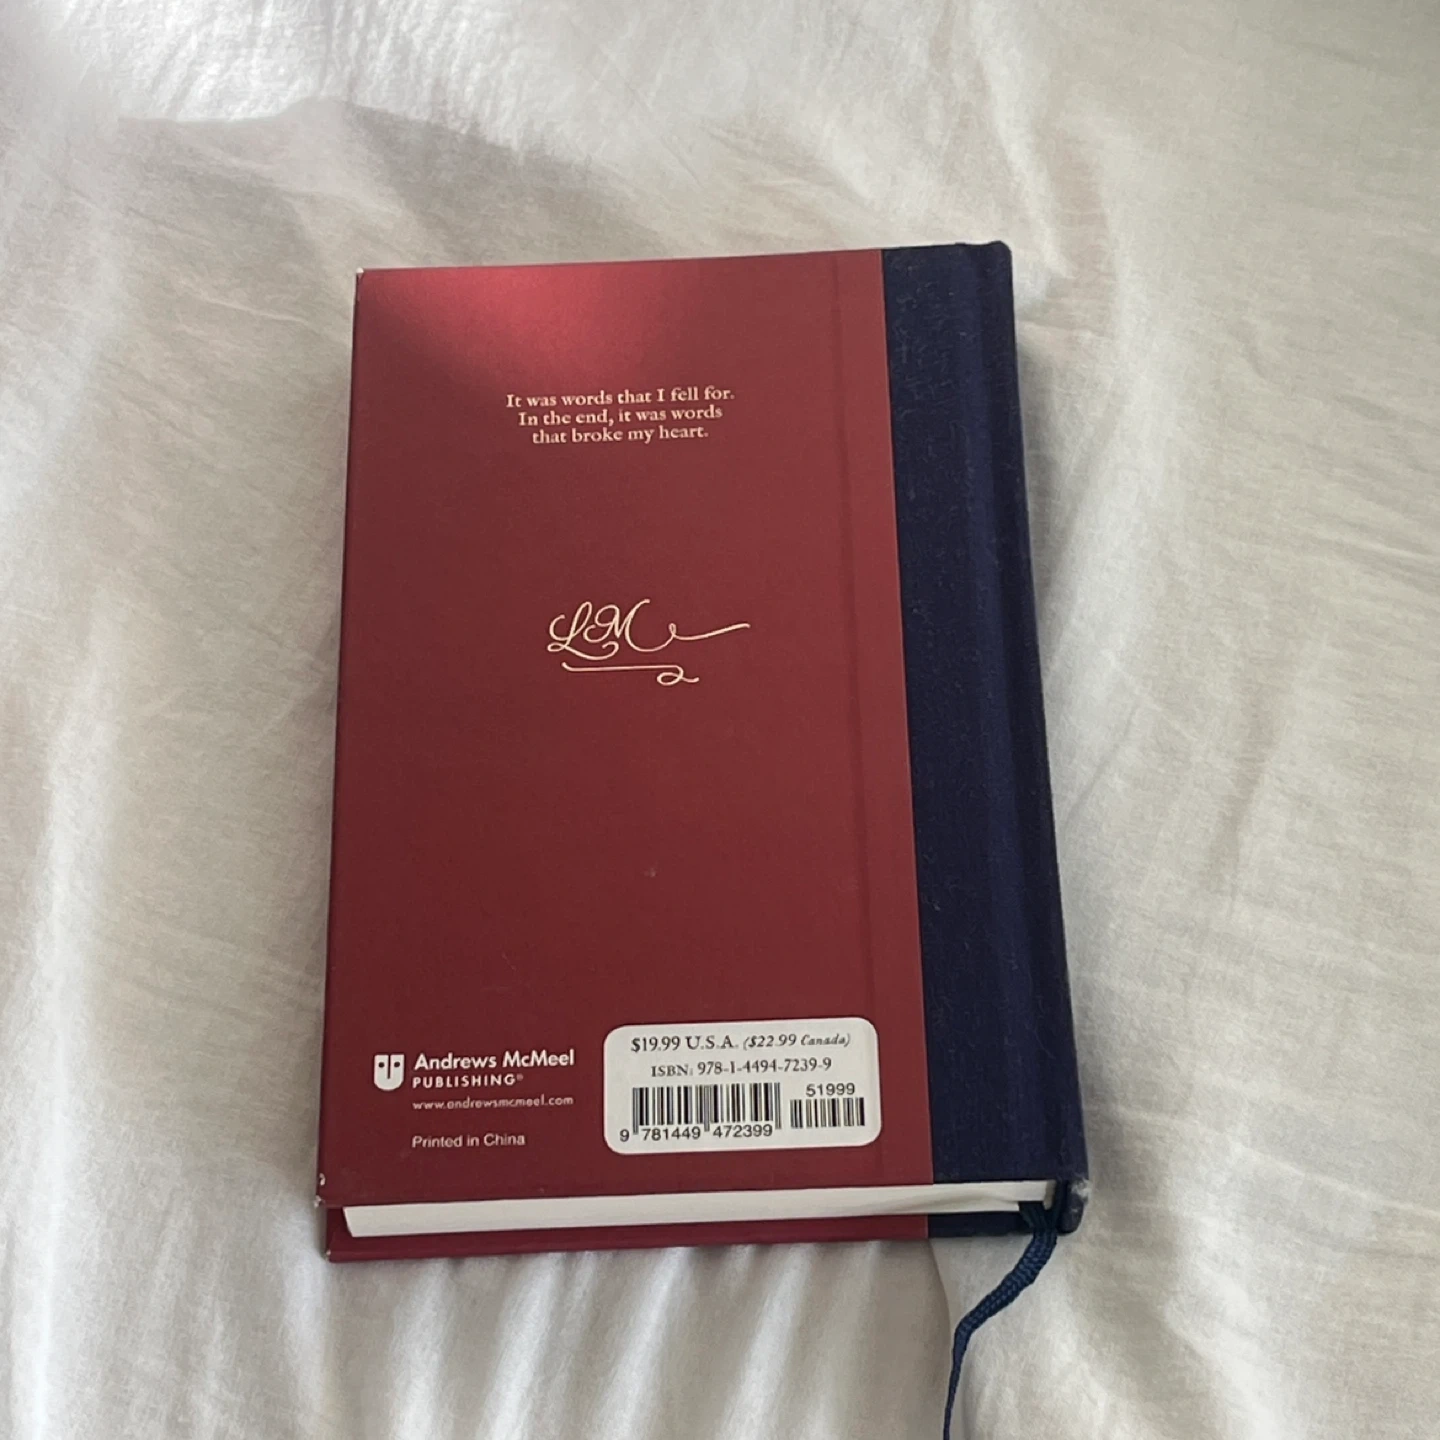 It was words that I fell for.
In the end, it was words
that broke my heart.
LM
Andrews McMeel
PUBLISHING®
www.andrewsmcmeel.com
Printed in China
$19.99 U.S.A. ($22.99 Canada)
ISBN: 978-1-4494-7239-9
51999
9 781449 472399